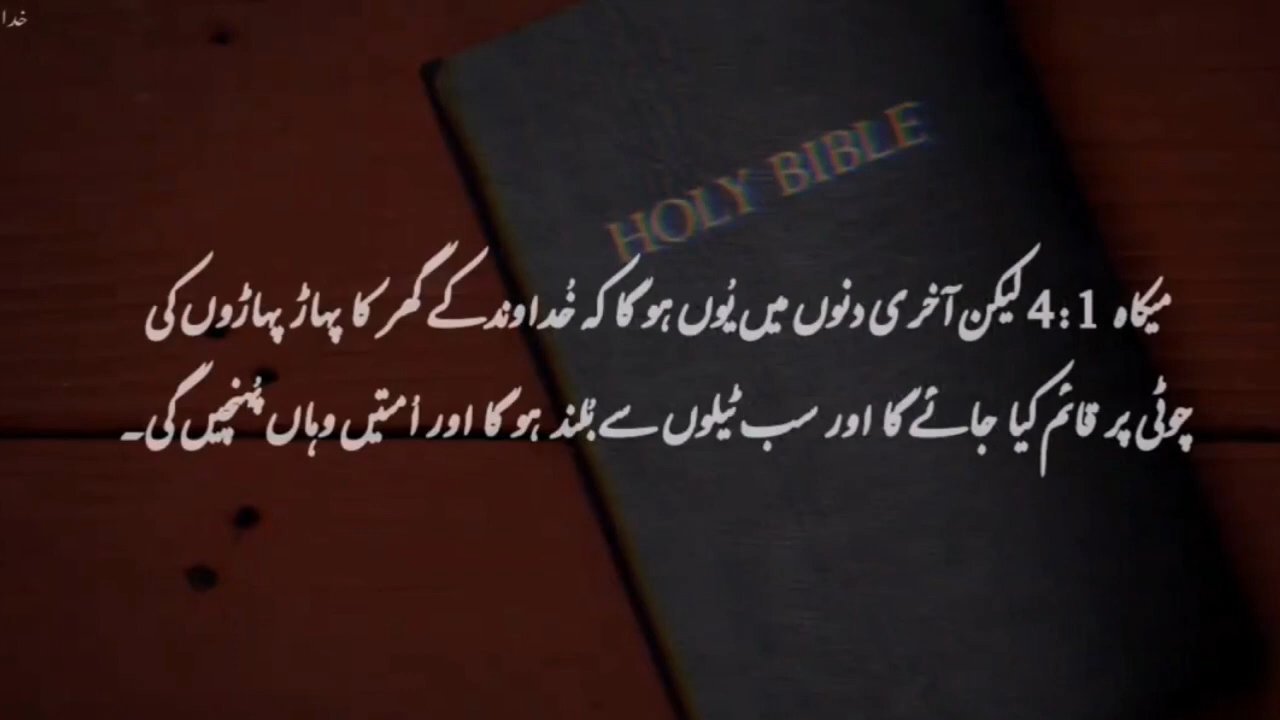 خدا
HOLY BIBLE
میکاہ 4:1 لیکن آخری دنوں میں یُوں ہو گا کہ خُداوند کے گھر کا پہاڑ پہاڑوں کی
چوٹی پر قائم کیا جائے گا اور سب ٹیلوں سے بُلند ہو گا اور اُمتیں وہاں پُہنچیں گی۔